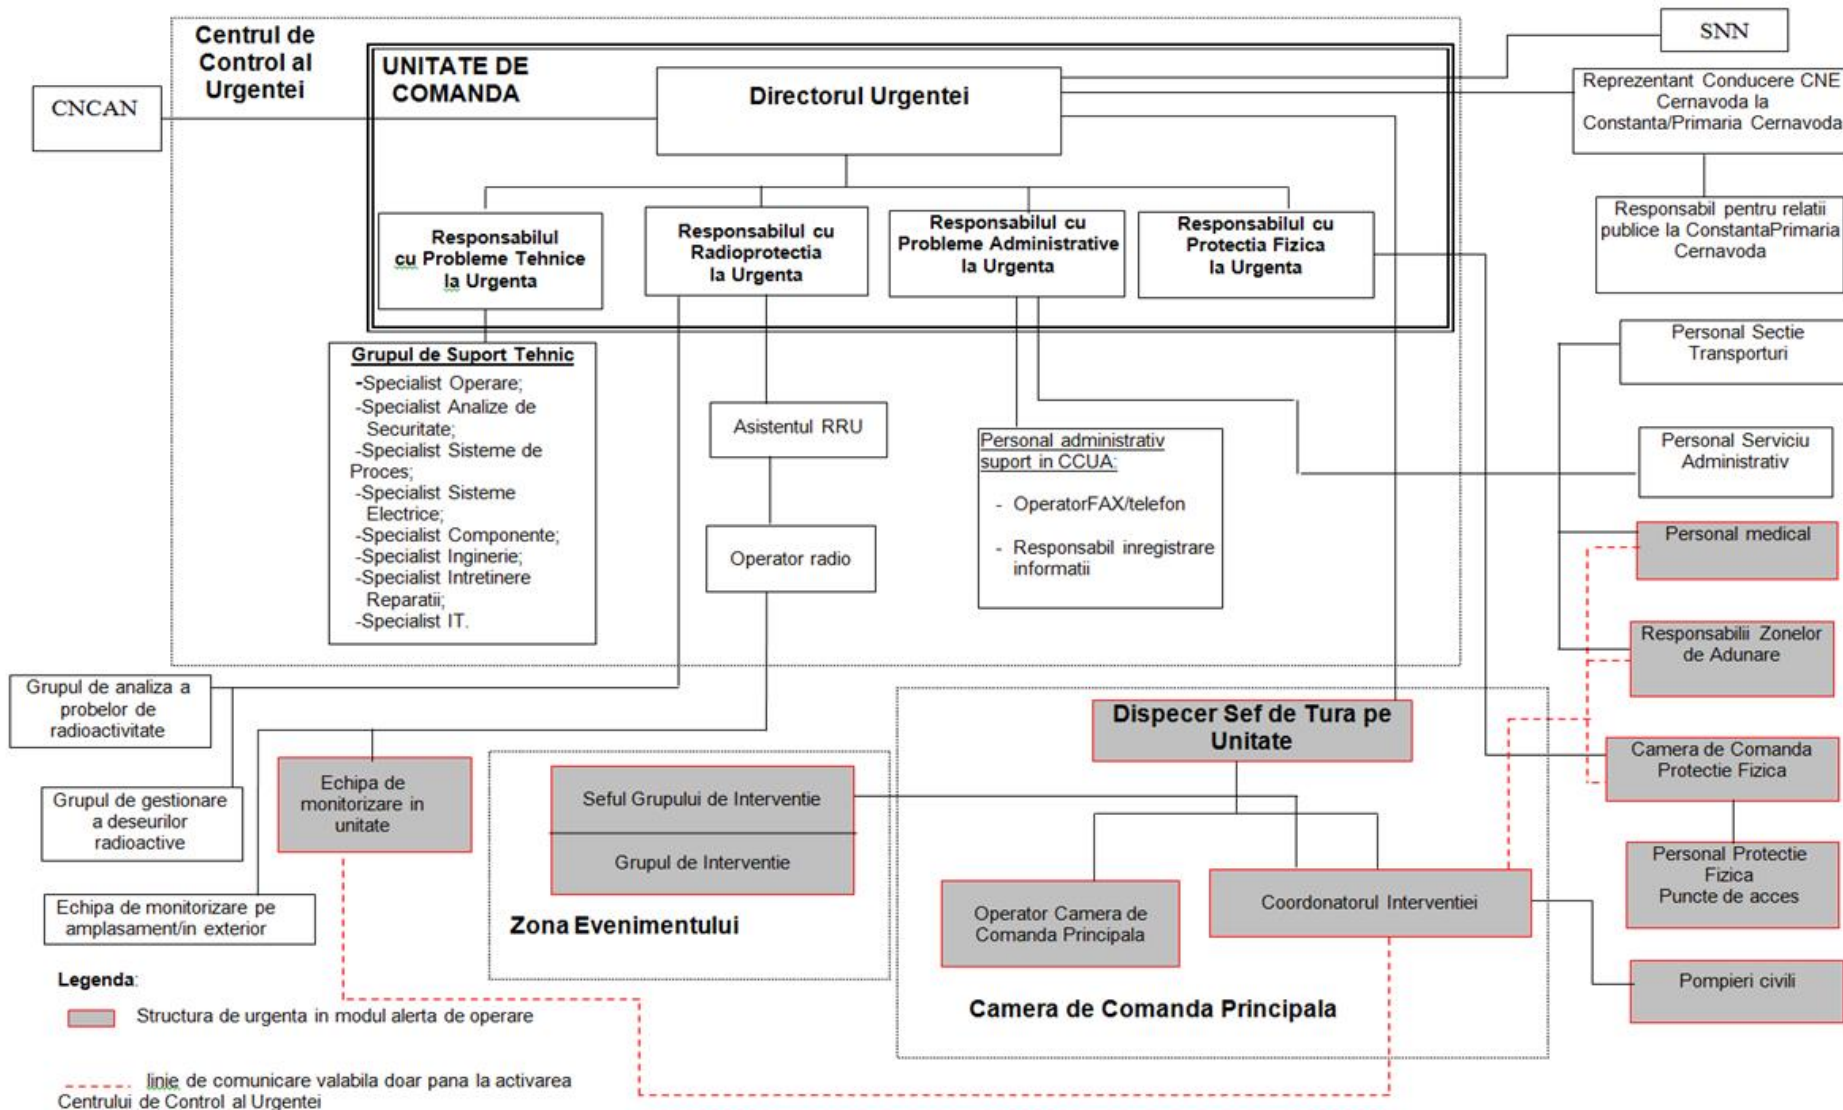 Centrul de
Control al
Urgentei
UNITATE DE
COMANDA
Directorul Urgentei
SNN
CNCAN
Reprezentant Conducere CNE
Cernavoda la
Constanta/Primaria Cernavoda
Responsabil pentru relatii
publice la ConstantaPrimaria
Cernavoda
Responsabilul
cu Probleme Tehnice
la Urgenta
Responsabilul cu
Radioprotectia
la Urgenta
Responsabilul cu
Probleme Administrative
la Urgenta
Responsabilul cu
Protectia Fizica
la Urgenta
Grupul de Suport Tehnic
-Specialist Operare;
-Specialist Analize de
Securitate;
-Specialist Sisteme de
Proces;
-Specialist Sisteme
Electrice;
-Specialist Componente;
-Specialist Inginerie;
-Specialist Intretinere
Reparatii;
-Specialist IT.
Asistentul RRU
Operator radio
Personal administrativ
suport in CCUA:
- OperatorFAX/telefon
- Responsabil inregistrare
informatii
Personal Sectie
Transporturi
Personal Serviciu
Administrativ
Personal medical
Responsabilii Zonelor
de Adunare
Camera de Comanda
Protectie Fizica
Personal Protectie
Fizica
Puncte de acces
Pompieri civili
Grupul de analiza a
probelor de
radioactivitate
Grupul de gestionare
a deseurilor
radioactive
Echipa de monitorizare pe
amplasament/in exterior
Echipa de
monitorizare in
unitate
Seful Grupului de Interventie
Grupul de Interventie
Zona Evenimentului
Dispecer Sef de Tura pe
Unitate
Operator Camera de
Comanda Principala
Coordonatorul Interventiei
Camera de Comanda Principala
Legenda:
Structura de urgenta in modul alerta de operare
linie de comunicare valabila doar pana la activarea
Centrului de Control al Urgentei